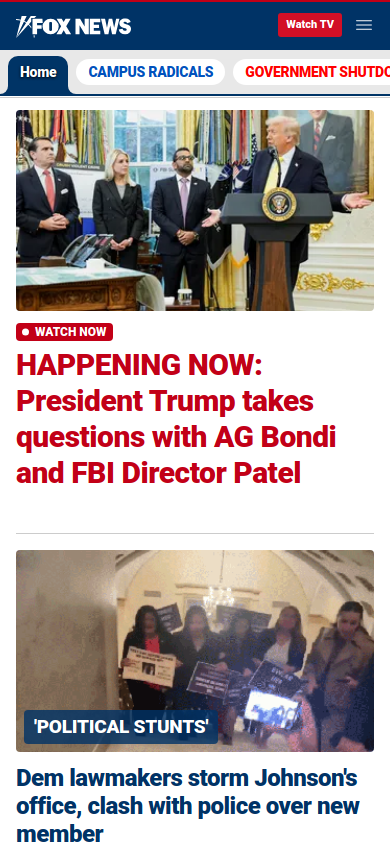 FOX NEWS
Watch TV
Home
CAMPUS RADICALS
GOVERNMENT SHUTDO
WATCH NOW
HAPPENING NOW:
President Trump takes
questions with AG Bondi
and FBI Director Patel
'POLITICAL STUNTS'
Dem lawmakers storm Johnson's
office, clash with police over new
member